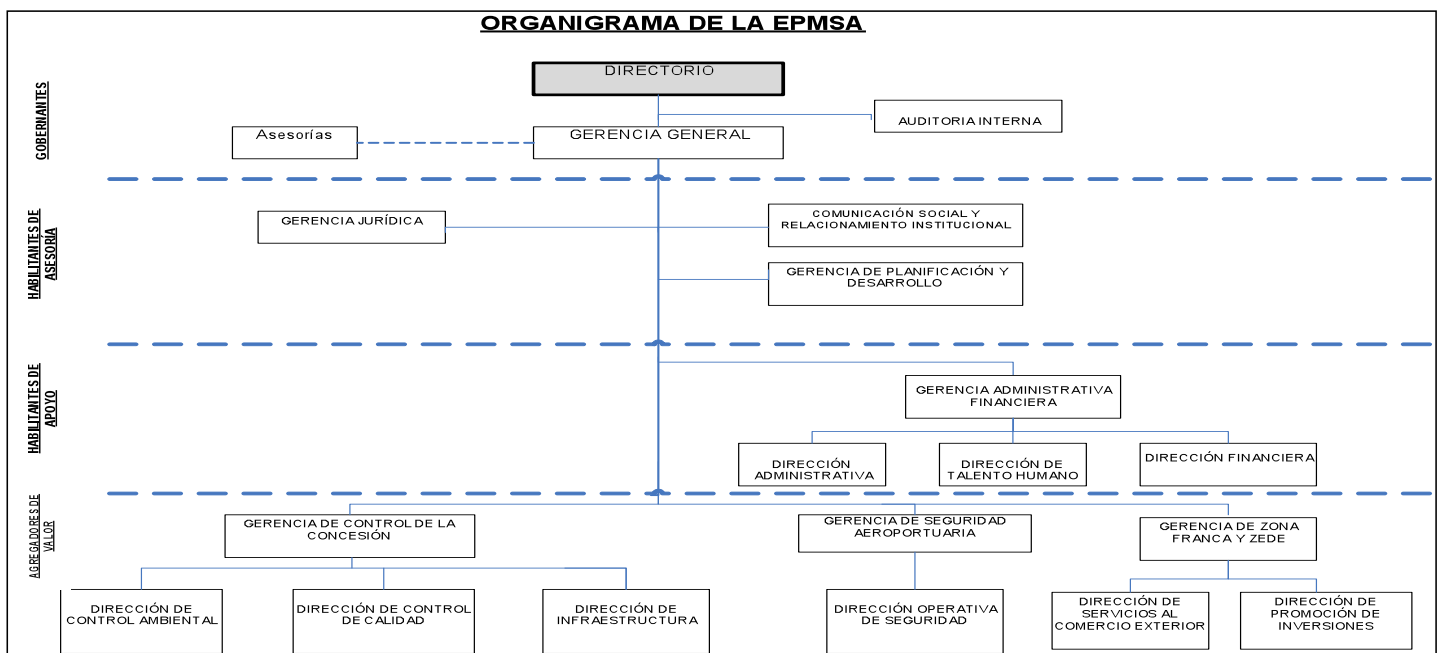 ORGANIGRAMA DE LA EPMSA
GOBERNANTES
DIRECTORIO
AUDITORIA INTERNA
Asesorías
GERENCIA GENERAL
HABILITANTES DE
ASESORÍA
GERENCIA JURÍDICA
COMUNICACIÓN SOCIAL Y
RELACIONAMIENTO INSTITUCIONAL
GERENCIA DE PLANIFICACIÓN Y
DESARROLLO
HABILITANTES DE
APOYO
GERENCIA ADMINISTRATIVA
FINANCIERA
DIRECCIÓN
ADMINISTRATIVA
DIRECCIÓN DE
TALENTO HUMANO
DIRECCIÓN FINANCIERA
AGREGADORES DE
VALOR
GERENCIA DE CONTROL DE LA
CONCESIÓN
GERENCIA DE SEGURIDAD
AEROPORTUARIA
GERENCIA DE ZONA
FRANCA Y ZEDE
DIRECCIÓN DE
CONTROL AMBIENTAL
DIRECCIÓN DE CONTROL
DE CALIDAD
DIRECCIÓN DE
INFRAESTRUCTURA
DIRECCIÓN OPERATIVA
DE SEGURIDAD
DIRECCIÓN DE
SERVICIOS AL
COMERCIO EXTERIOR
DIRECCIÓN DE
PROMOCIÓN DE
INVERSIONES